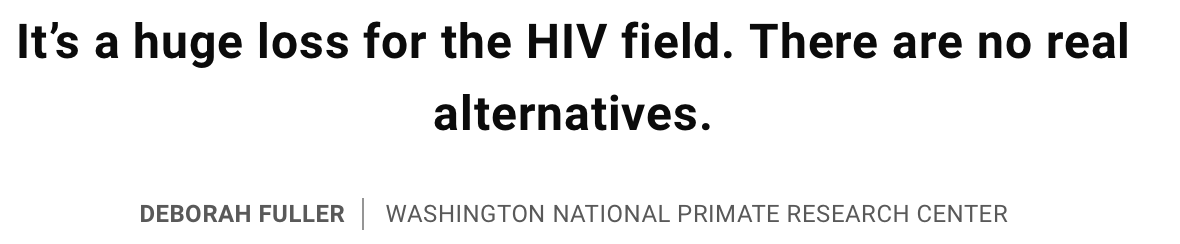 It’s a huge loss for the HIV field. There are no real
alternatives.
DEBORAH FULLER | WASHINGTON NATIONAL PRIMATE RESEARCH CENTER